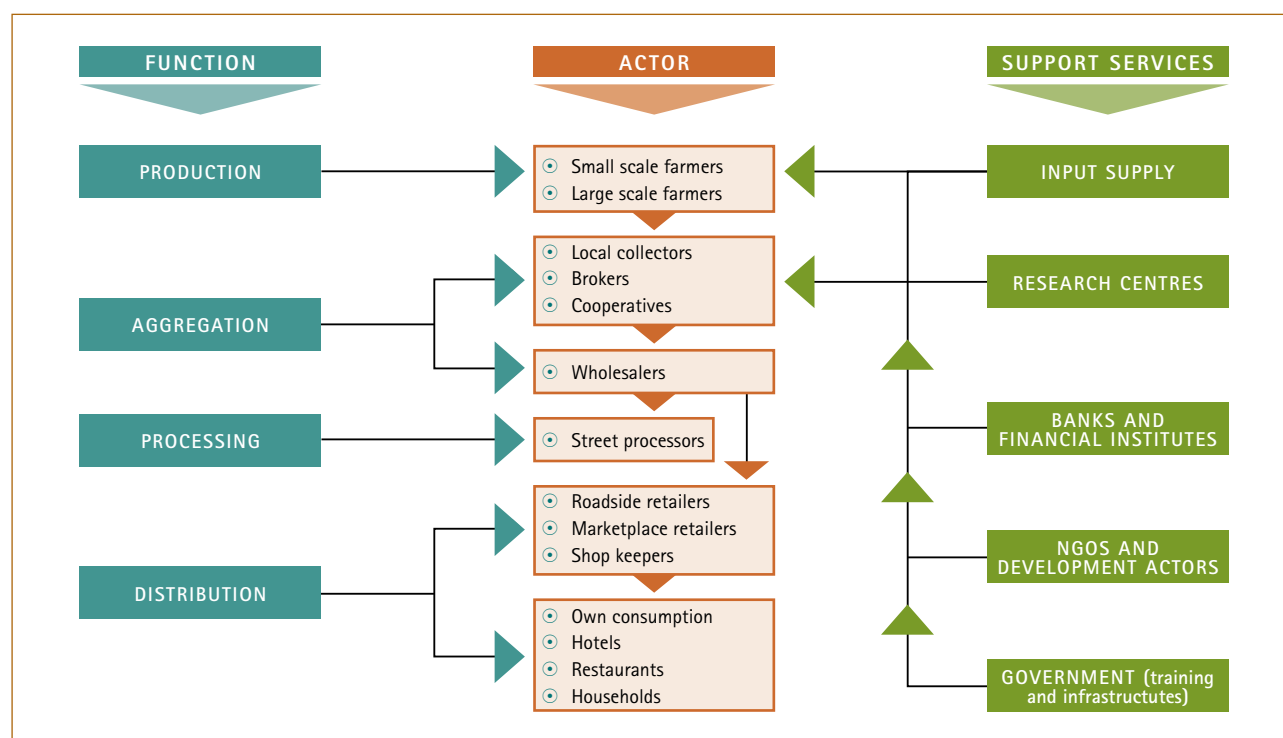 FUNCTION
ACTOR
SUPPORT SERVICES
PRODUCTION
Small scale farmers
Large scale farmers
INPUT SUPPLY
AGGREGATION
Local collectors
Brokers
Cooperatives
RESEARCH CENTRES
Wholesalers
PROCESSING
Street processors
BANKS AND
FINANCIAL INSTITUTES
DISTRIBUTION
Roadside retailers
Marketplace retailers
Shop keepers
NGOS AND
DEVELOPMENT ACTORS
Own consumption
Hotels
Restaurants
Households
GOVERNMENT (training
and infrastructutes)